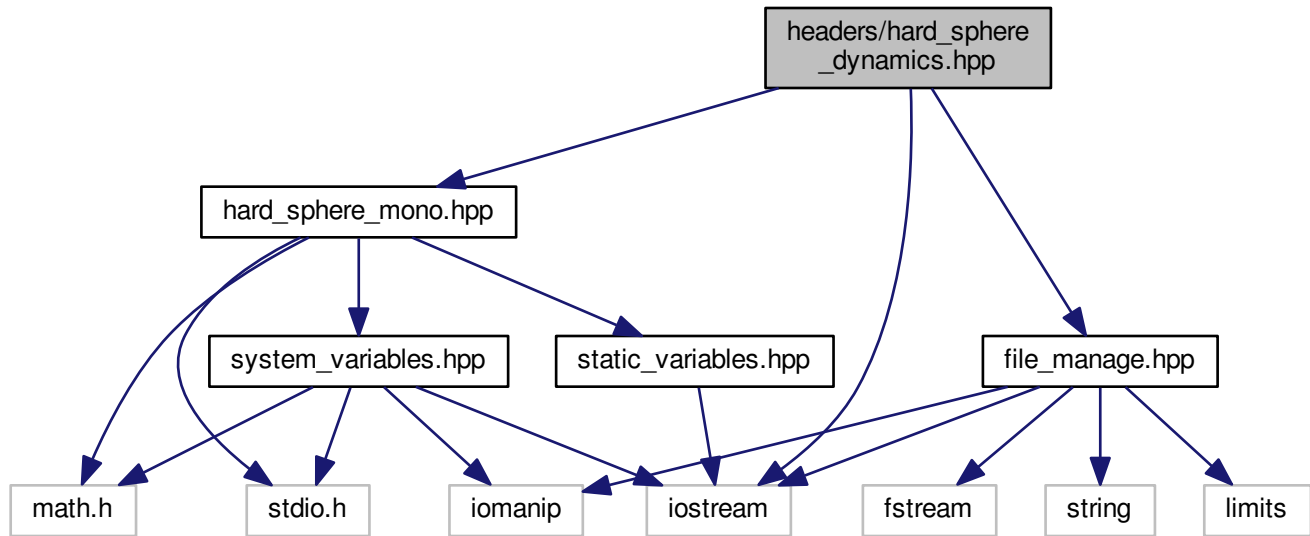 headers/hard_sphere
_dynamics.hpp
hard_sphere_mono.hpp
system_variables.hpp
static_variables.hpp
file_manage.hpp
math.h
stdio.h
iomanip
iostream
fstream
string
limits